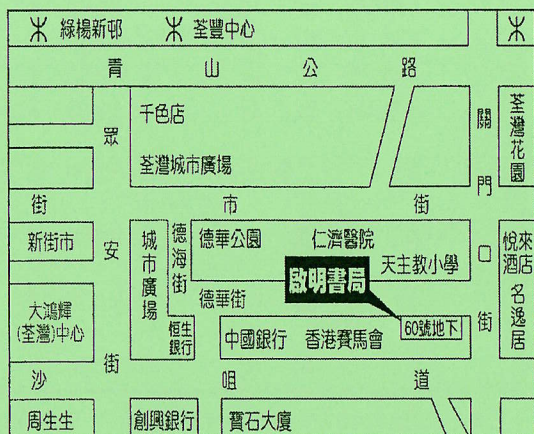 綠楊新邨 荃豐中心
青山公路
千色店
荃灣城市廣場
眾安街
關門口街
荃灣花園
街市街
新街市
城市廣場
德海街
德華公園 仁濟醫院
天主教小學
悅來酒店
名逸居
啟明書局
德華街
大鴻輝
(荃灣)中心
恒生
銀行
中國銀行 香港賽馬會
60號地下
沙咀道
周生生
創興銀行
寶石大廈